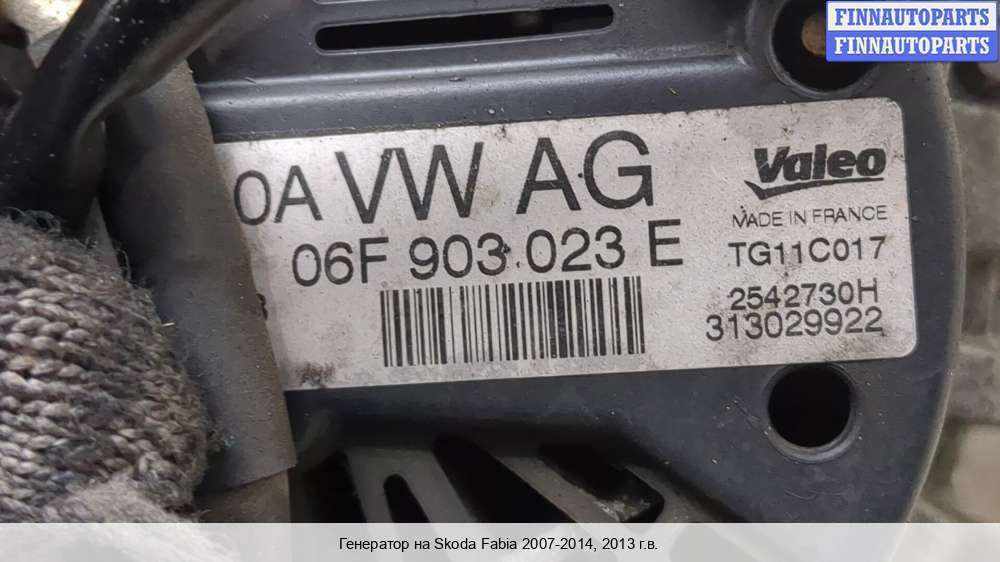 FINNAUTOPARTS
FINNAUTOPARTS
0A VW AG
Valeo
MADE IN FRANCE
06F 903 023 E
TG11C017
2542730H
313029922
Генератор на Skoda Fabia 2007-2014, 2013 г.в.